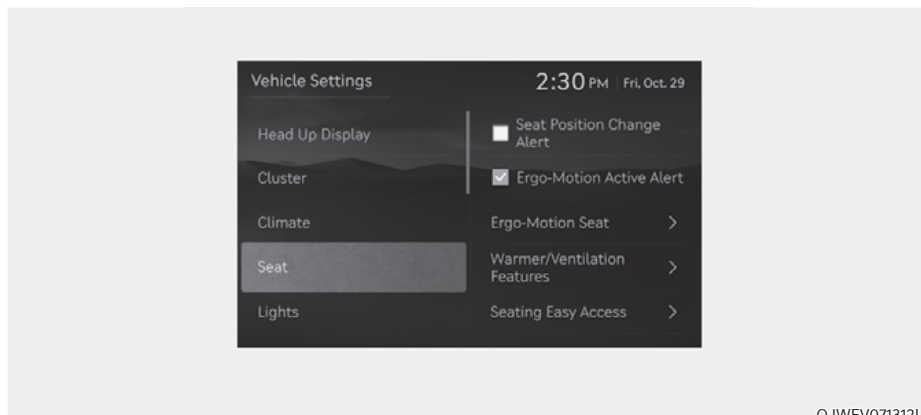 Vehicle Settings
2:30 PM Fri, Oct. 29
Head Up Display
Cluster
Climate
Seat
Lights
Seat Position Change
Alert
Ergo-Motion Active Alert
Ergo-Motion Seat
Warmer/Ventilation
Features
Seating Easy Access